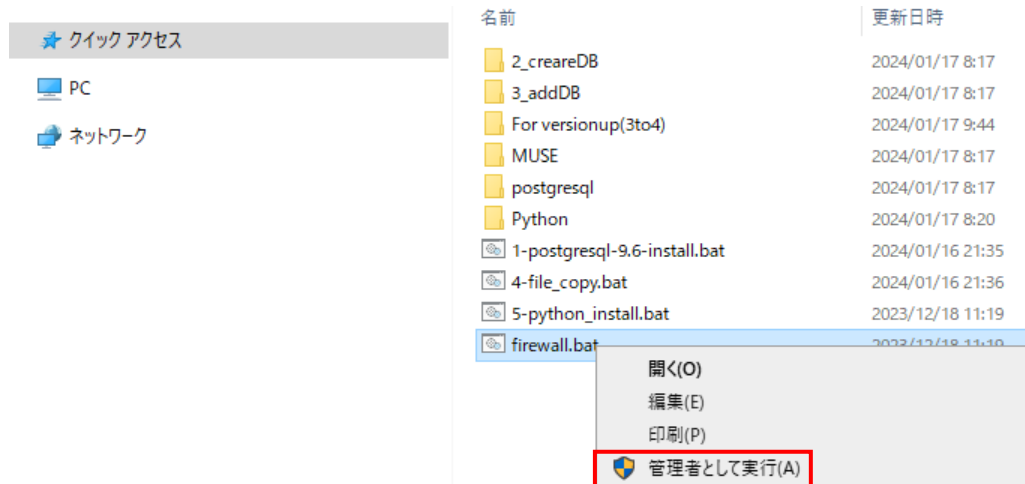 名前 更新日時
クイック アクセス
PC
ネットワーク
2_creareDB 2024/01/17 8:17
3_addDB 2024/01/17 8:17
For versionup(3to4) 2024/01/17 9:44
MUSE 2024/01/17 8:17
postgresql 2024/01/17 8:17
Python 2024/01/17 8:20
1-postgresql-9.6-install.bat 2024/01/16 21:35
4-file_copy.bat 2024/01/16 21:36
5-python_install.bat 2023/12/18 11:19
firewall.bat 2023/12/18 11:19
開く(O)
編集(E)
印刷(P)
管理者として実行(A)